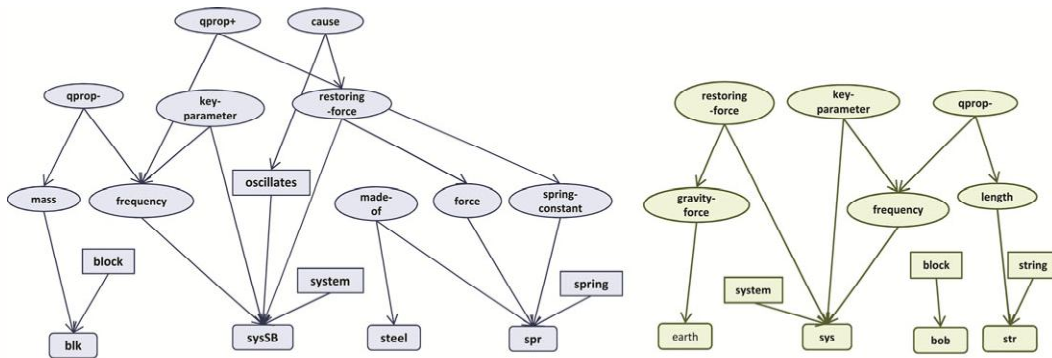 qprop+
cause
qprop-
key-
parameter
restoring
-force
mass
frequency
oscillates
made-
of
force
spring-
constant
block
system
spring
blk
sysSB
steel
spr
restoring
-force
key-
parameter
qprop-
gravity-
force
frequency
length
system
block
string
earth
sys
bob
str